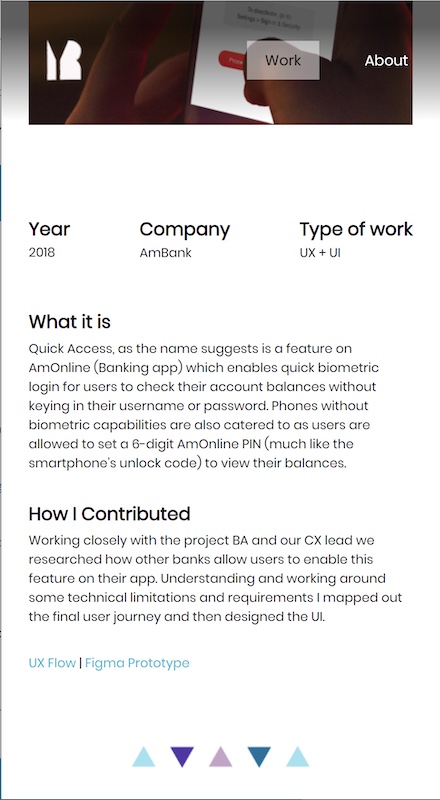 Settings > Sign In & Security
Work
About
Year
Company
Type of work
2018
AmBank
UX + UI
What it is
Quick Access, as the name suggests is a feature on
AmOnline (Banking app) which enables quick biometric
login for users to check their account balances without
keying in their username or password. Phones without
biometric capabilities are also catered to as users are
allowed to set a 6-digit AmOnline PIN (much like the
smartphone's unlock code) to view their balances.
How I Contributed
Working closely with the project BA and our CX lead we
researched how other banks allow users to enable this
feature on their app. Understanding and working around
some technical limitations and requirements I mapped out
the final user journey and then designed the UI.
UX Flow | Figma Prototype